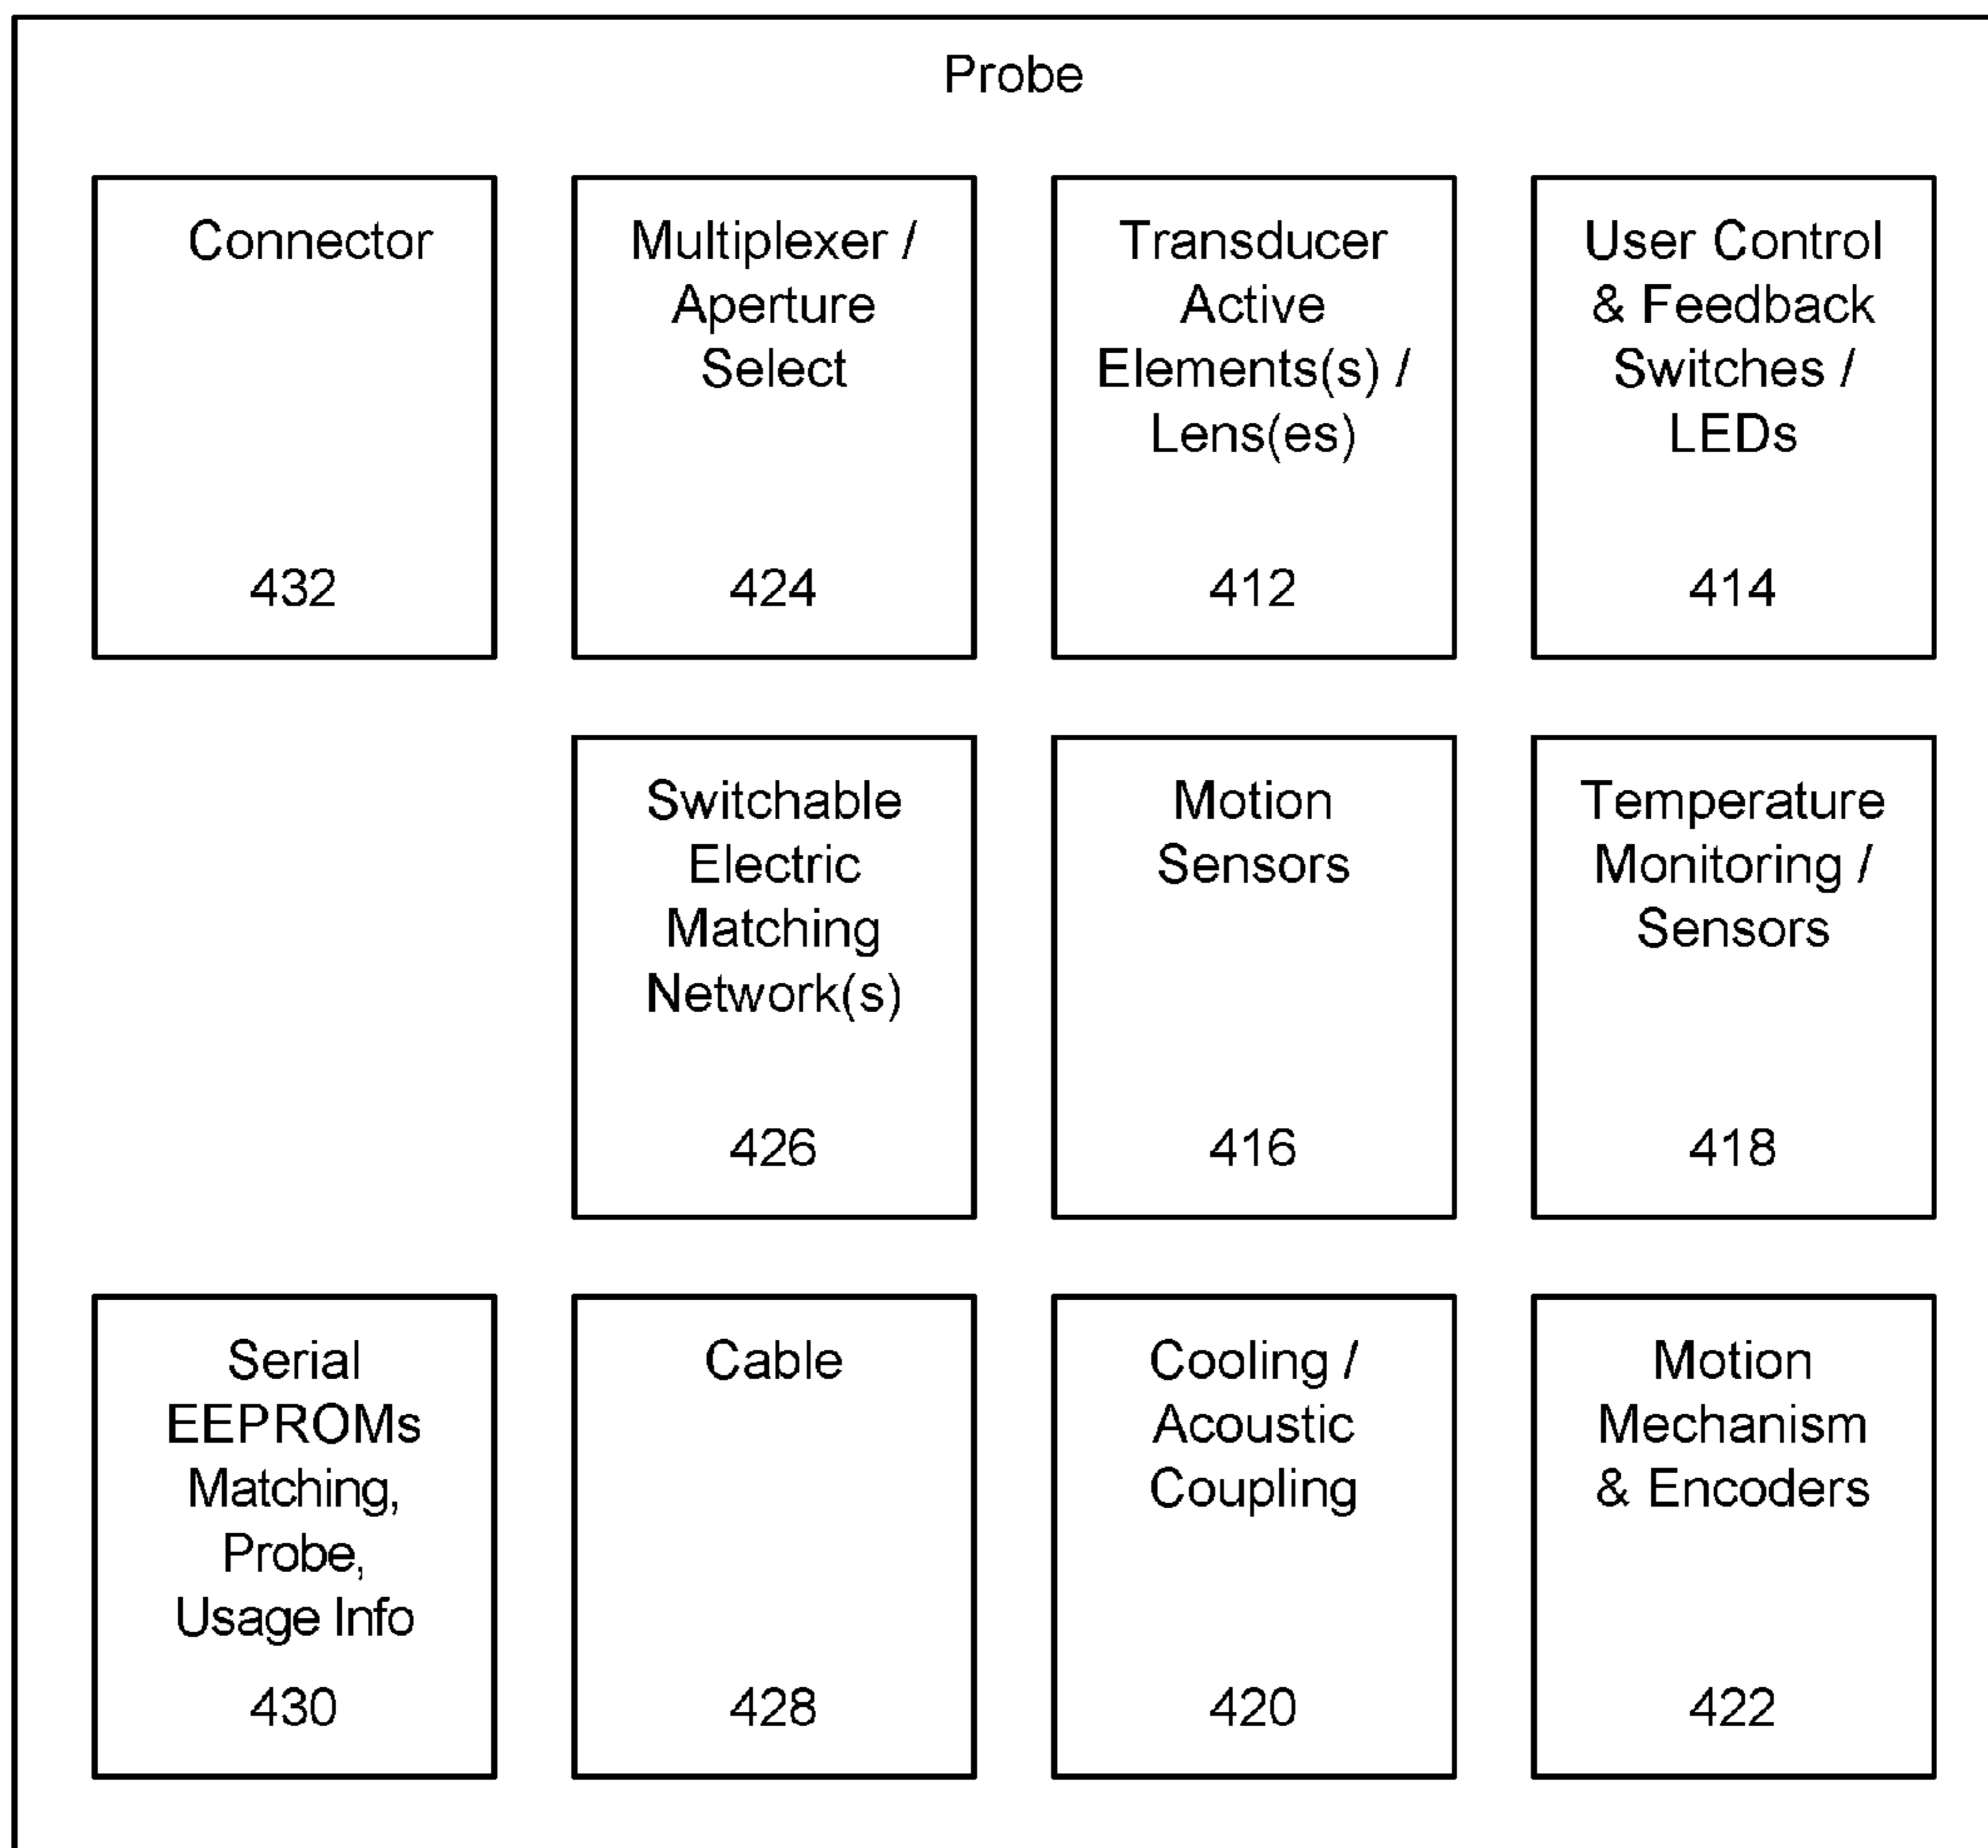 Probe
Connector
432
Multiplexer /
Aperture
Select
424
Transducer
Active
Elements(s) /
Lens(es)
412
User Control
& Feedback
Switches /
LEDs
414
Switchable
Electric
Matching
Network(s)
426
Motion
Sensors
416
Temperature
Monitoring /
Sensors
418
Serial
EEPROMs
Matching,
Probe,
Usage Info
430
Cable
428
Cooling /
Acoustic
Coupling
420
Motion
Mechanism
& Encoders
422